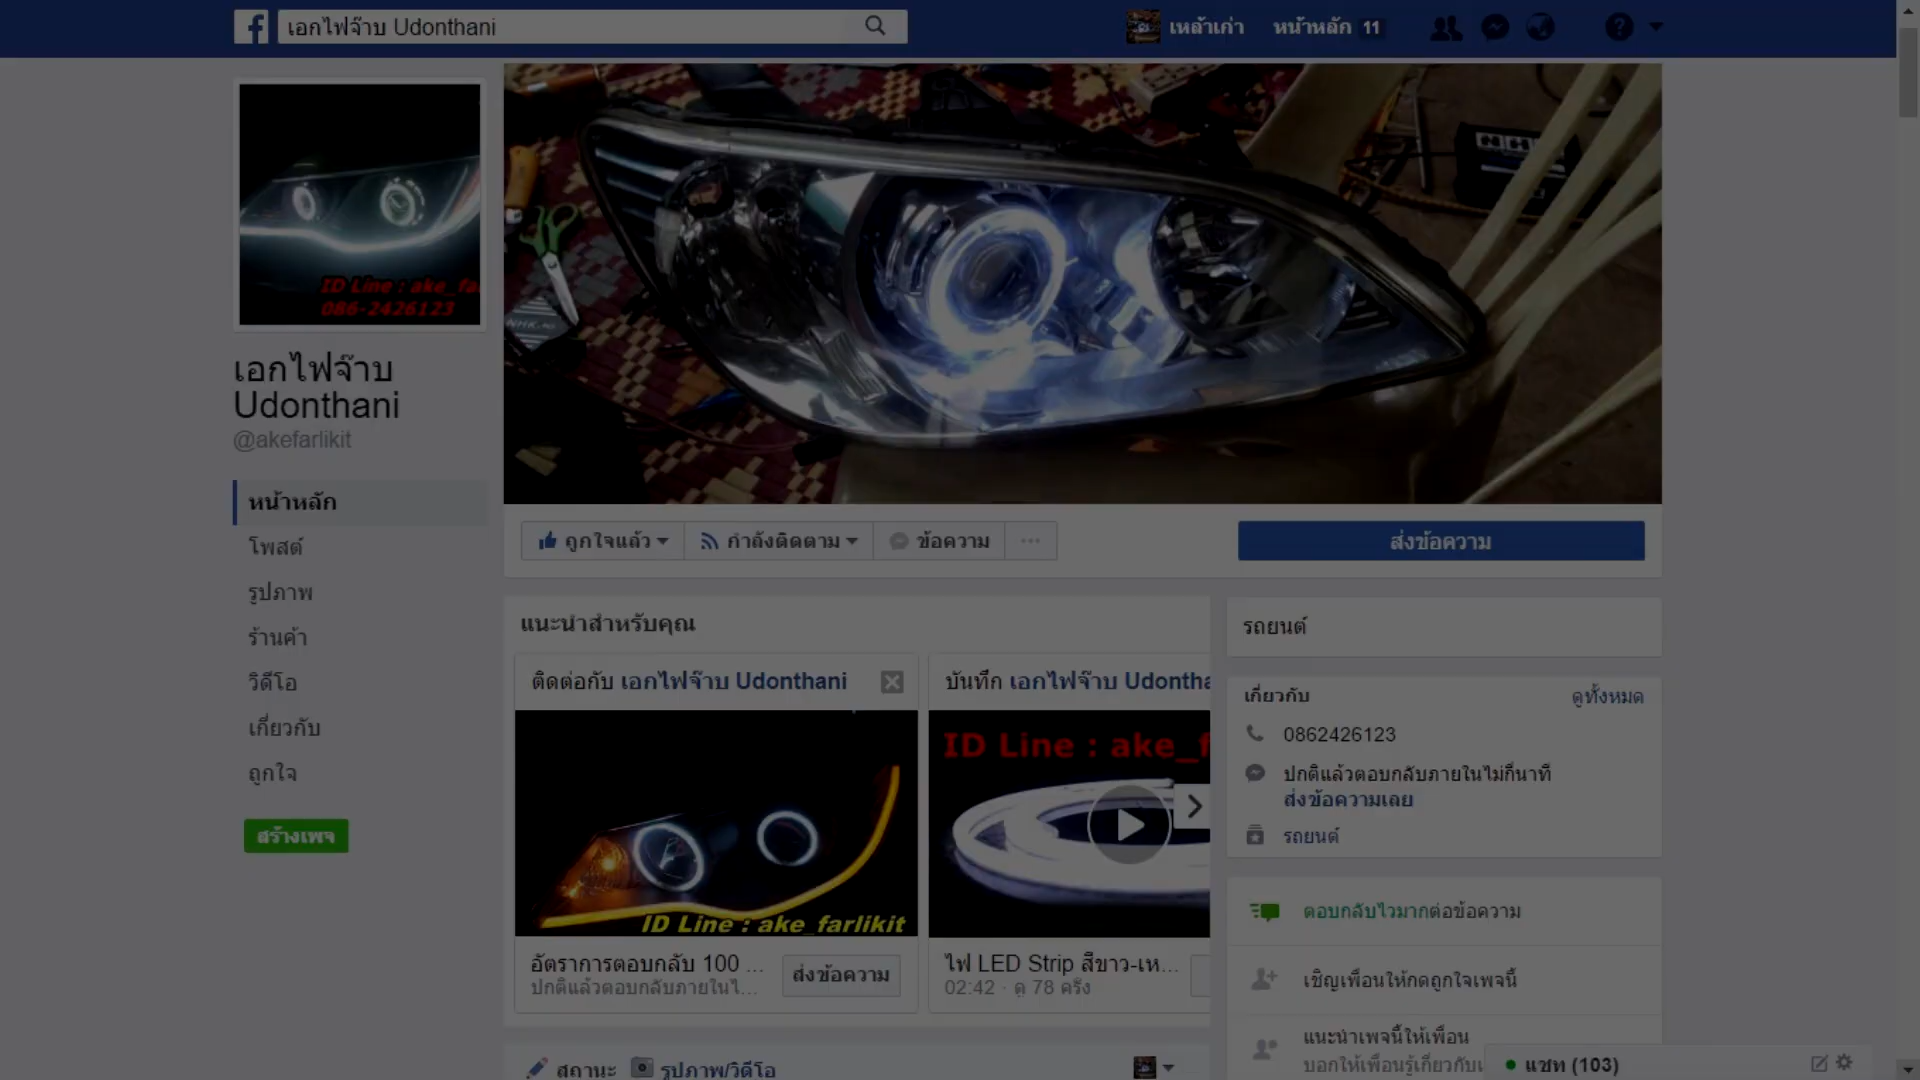 เอกไฟจ๊าบ Udonthani
เหล้าเก่า หน้าหลัก 11
ID Line : ake_fa
086-2426123
เอกไฟจ๊าบ
Udonthani
@akefarlikit
หน้าหลัก
โพสต์
รูปภาพ
ร้านค้า
วิดีโอ
เกี่ยวกับ
ถูกใจ
สร้างเพจ
ถูกใจแล้ว กำลังติดตาม ข้อความ ...
ส่งข้อความ
แนะนำสำหรับคุณ
ติดต่อกับ เอกไฟจ๊าบ Udonthani
ID Line : ake_farlikit
อัตราการตอบกลับ 100 ...
ปกติแล้วตอบกลับภายในไ...
ส่งข้อความ
บันทึก เอกไฟจ๊าบ Udontha
ID Line : ake_f
ไฟ LED Strip สีขาว-เห...
02:42 · ดู 78 ครั้ง
สถานะ รูปภาพ/วิดีโอ
รถยนต์
เกี่ยวกับ ดูทั้งหมด
0862426123
ปกติแล้วตอบกลับภายในไม่กี่นาที
ส่งข้อความเลย
รถยนต์
ตอบกลับไวมากต่อข้อความ
เชิญเพื่อนให้กดถูกใจเพจนี้
แนะนำเพจนี้ให้เพื่อน
บอกให้เพื่อนรู้เกี่ยวกับเ
แชท (103)